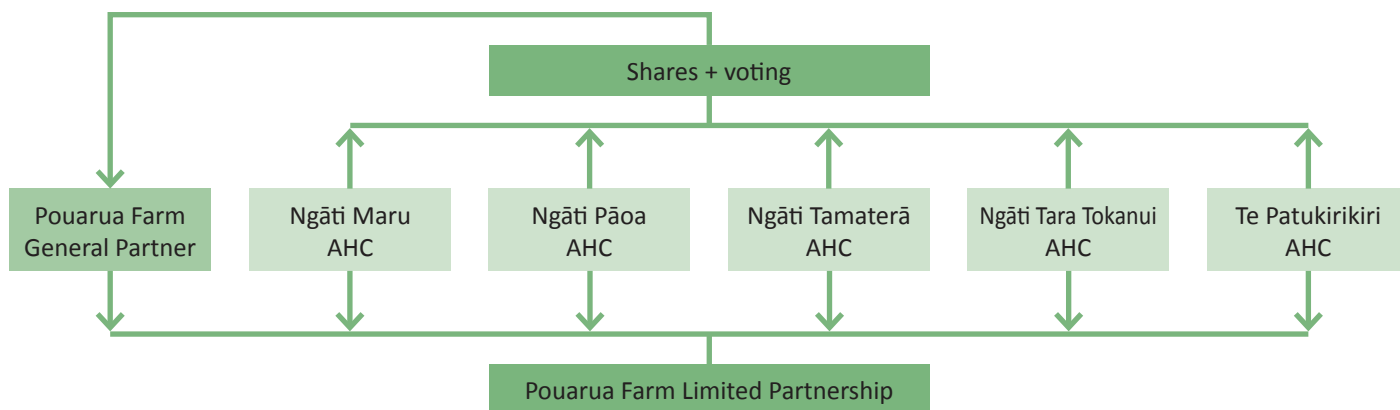 Shares + voting
Pouarua Farm
General Partner
Ngāti Maru
AHC
Ngāti Pāoa
AHC
Ngāti Tamaterā
AHC
Ngāti Tara Tokanui
AHC
Te Patukirikiri
AHC
Pouarua Farm Limited Partnership